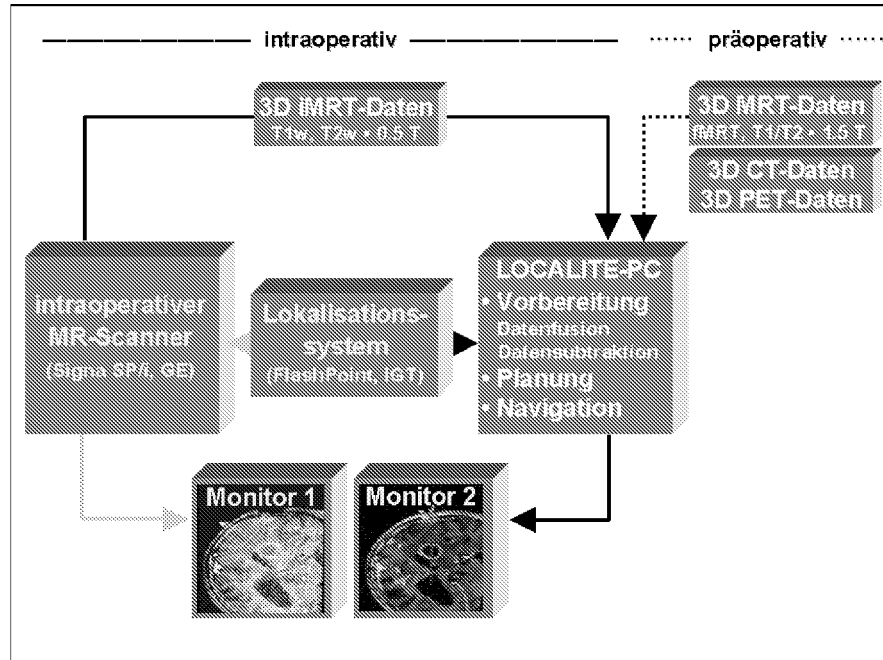 intraoperativ
präoperativ
3D iMRT-Daten
T1w, T2w • 0.5 T
3D MRT-Daten
fMRT, T1/T2 • 1.5 T
3D CT-Daten
3D PET-Daten
intraoperativer
MR-Scanner
(Signa SP/i, GE)
Lokalisations-
system
(FlashPoint, IGT)
LOCALITE-PC
• Vorbereitung
Datenfusion
Datensubtraktion
• Planung
• Navigation
Monitor 1
Monitor 2